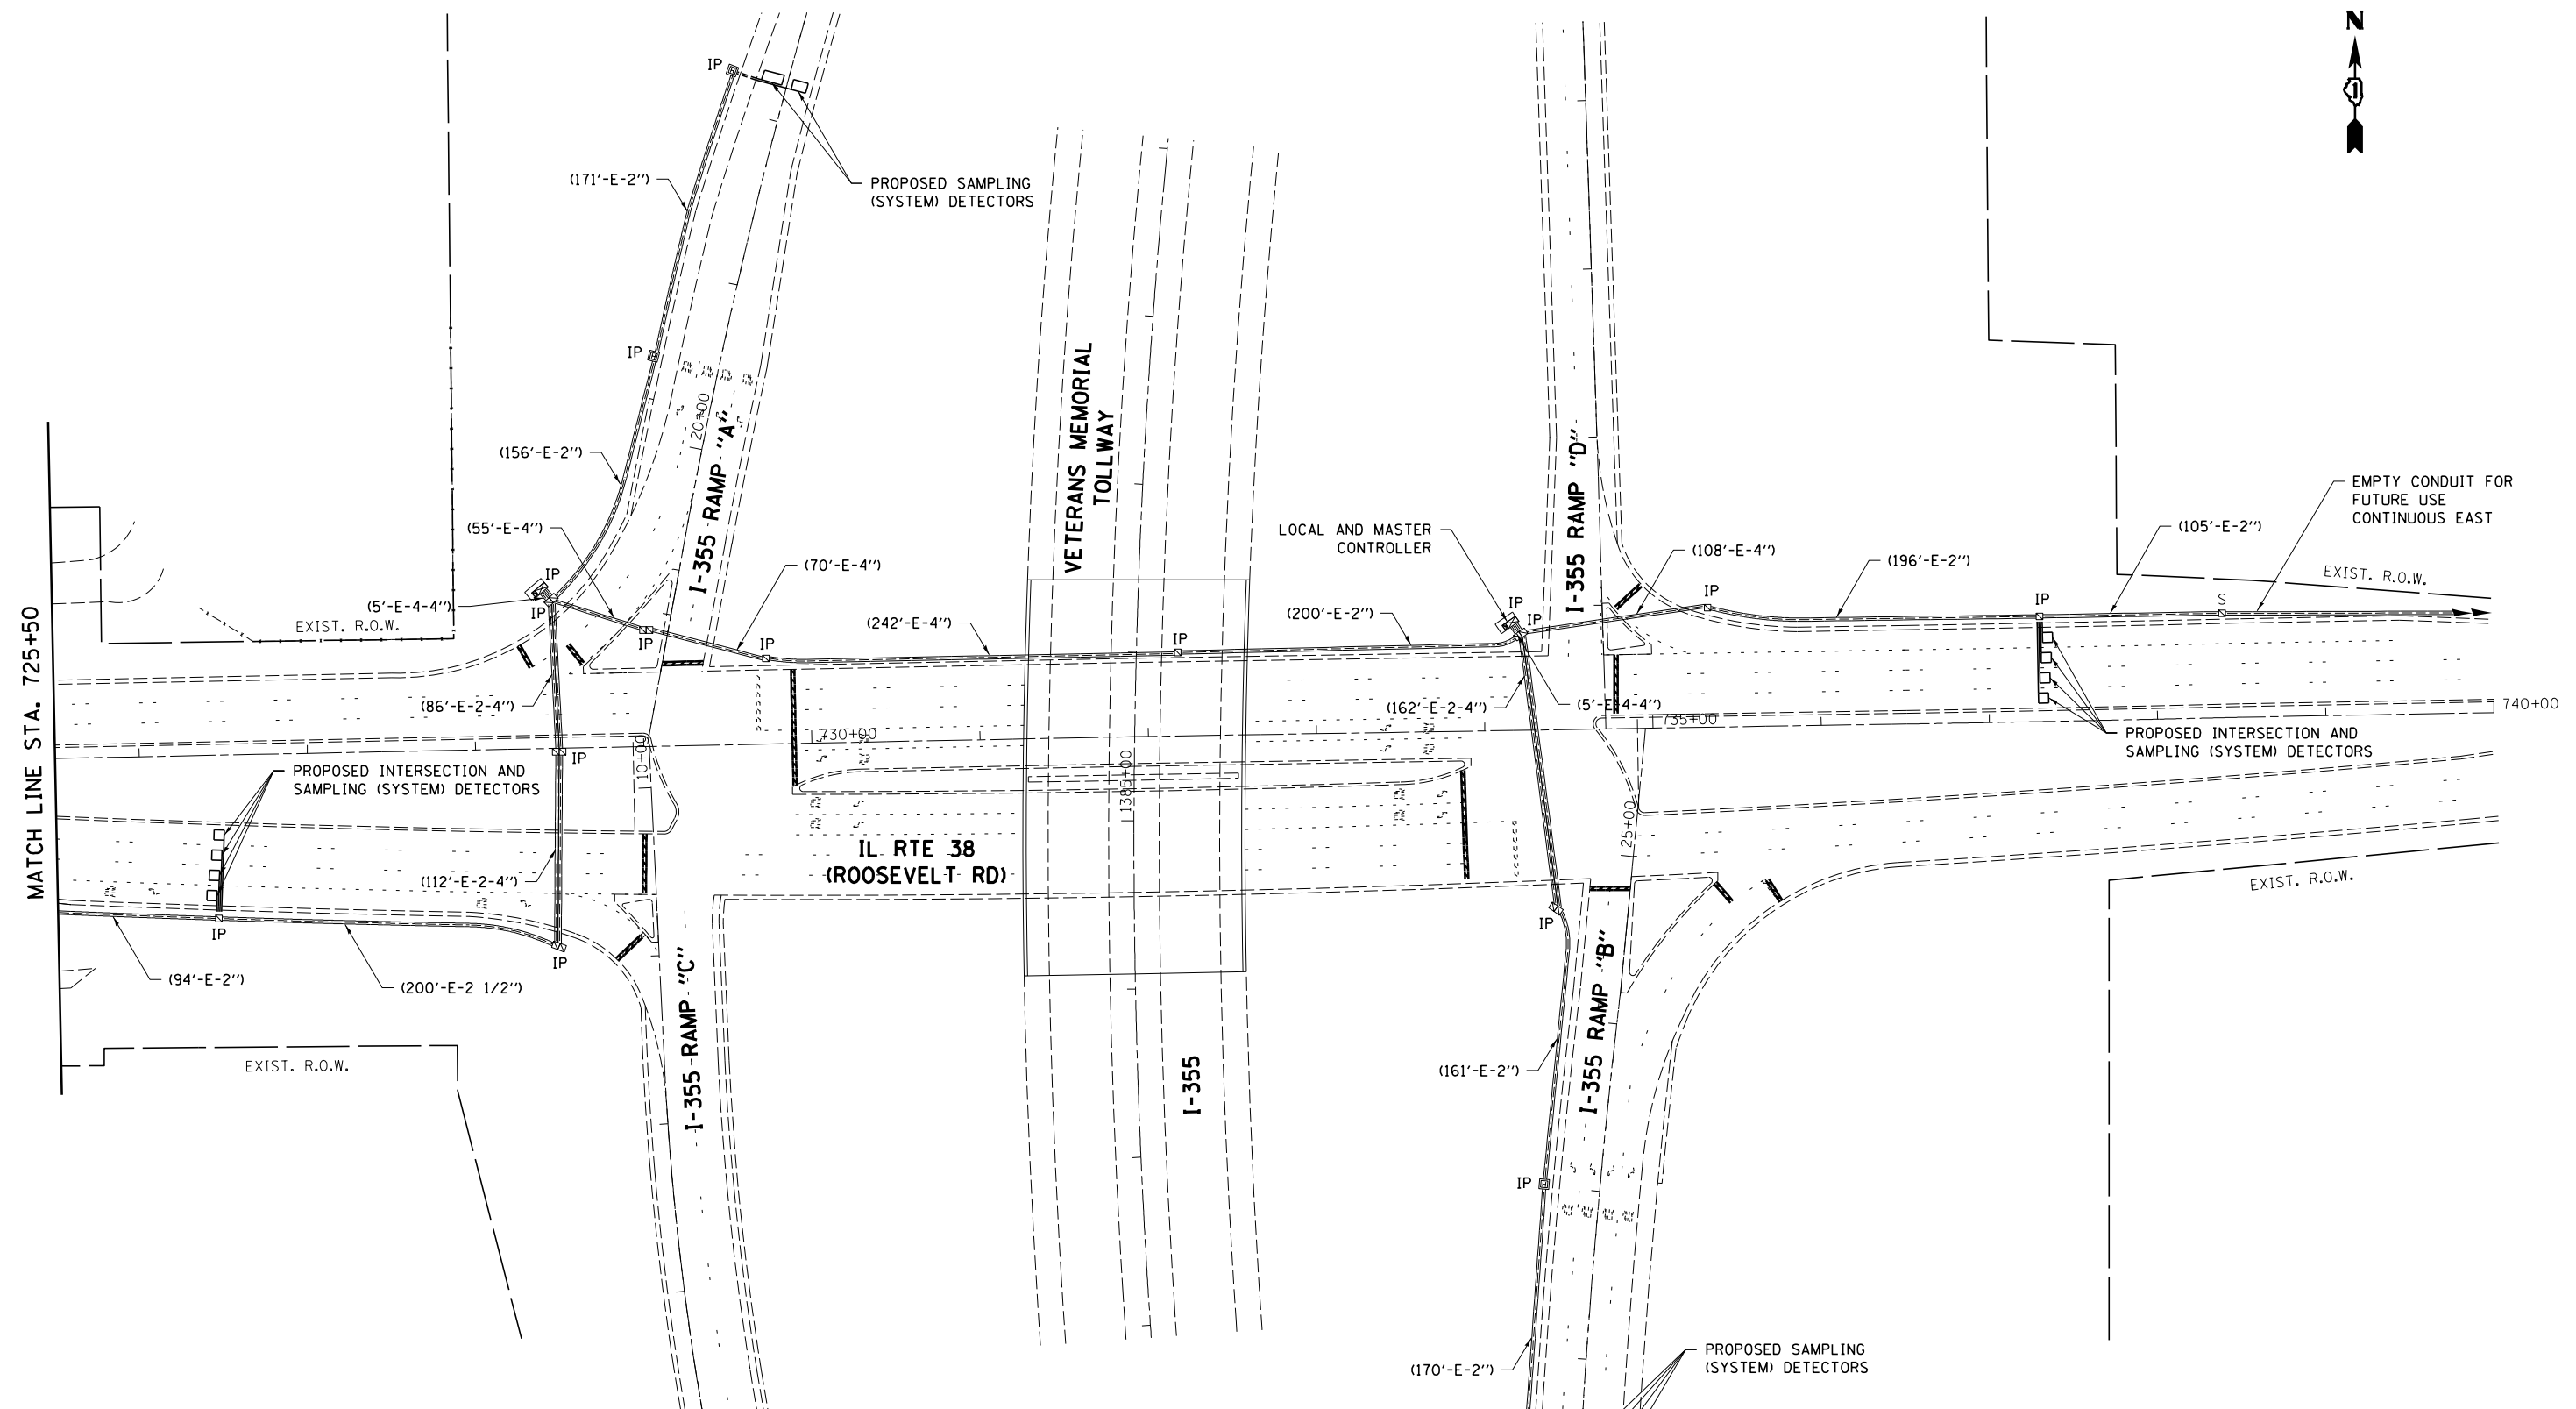 N
1
IP
(171'-E-2")
PROPOSED SAMPLING
(SYSTEM) DETECTORS
IP
20+00
I-355 RAMP "A"
(156'-E-2")
(55'-E-4")
IP
(5'-E-4-4")
IP
IP
(70'-E-4")
IP
(242'-E-4")
IP
VETERANS MEMORIAL
TOLLWAY
LOCAL AND MASTER
CONTROLLER
(200'-E-2")
IP
(162'-E-2-4")
(5'-E-4-4")
I-355 RAMP "D"
(108'-E-4")
IP
(196'-E-2")
IP
(105'-E-2")
S
EMPTY CONDUIT FOR
FUTURE USE
CONTINUOUS EAST
EXIST. R.O.W.
EXIST. R.O.W.
MATCH LINE STA. 725+50
(86'-E-2-4")
IP
10+00
730+00
735+00
740+00
PROPOSED INTERSECTION AND
SAMPLING (SYSTEM) DETECTORS
PROPOSED INTERSECTION AND
SAMPLING (SYSTEM) DETECTORS
1385+00
25+00
IL RTE 38
(ROOSEVELT RD)
(112'-E-2-4")
IP
IP
(94'-E-2")
(200'-E-2 1/2")
IP
EXIST. R.O.W.
EXIST. R.O.W.
I-355 RAMP "C"
I-355
I-355 RAMP "B"
(161'-E-2")
IP
(170'-E-2")
PROPOSED SAMPLING
(SYSTEM) DETECTORS